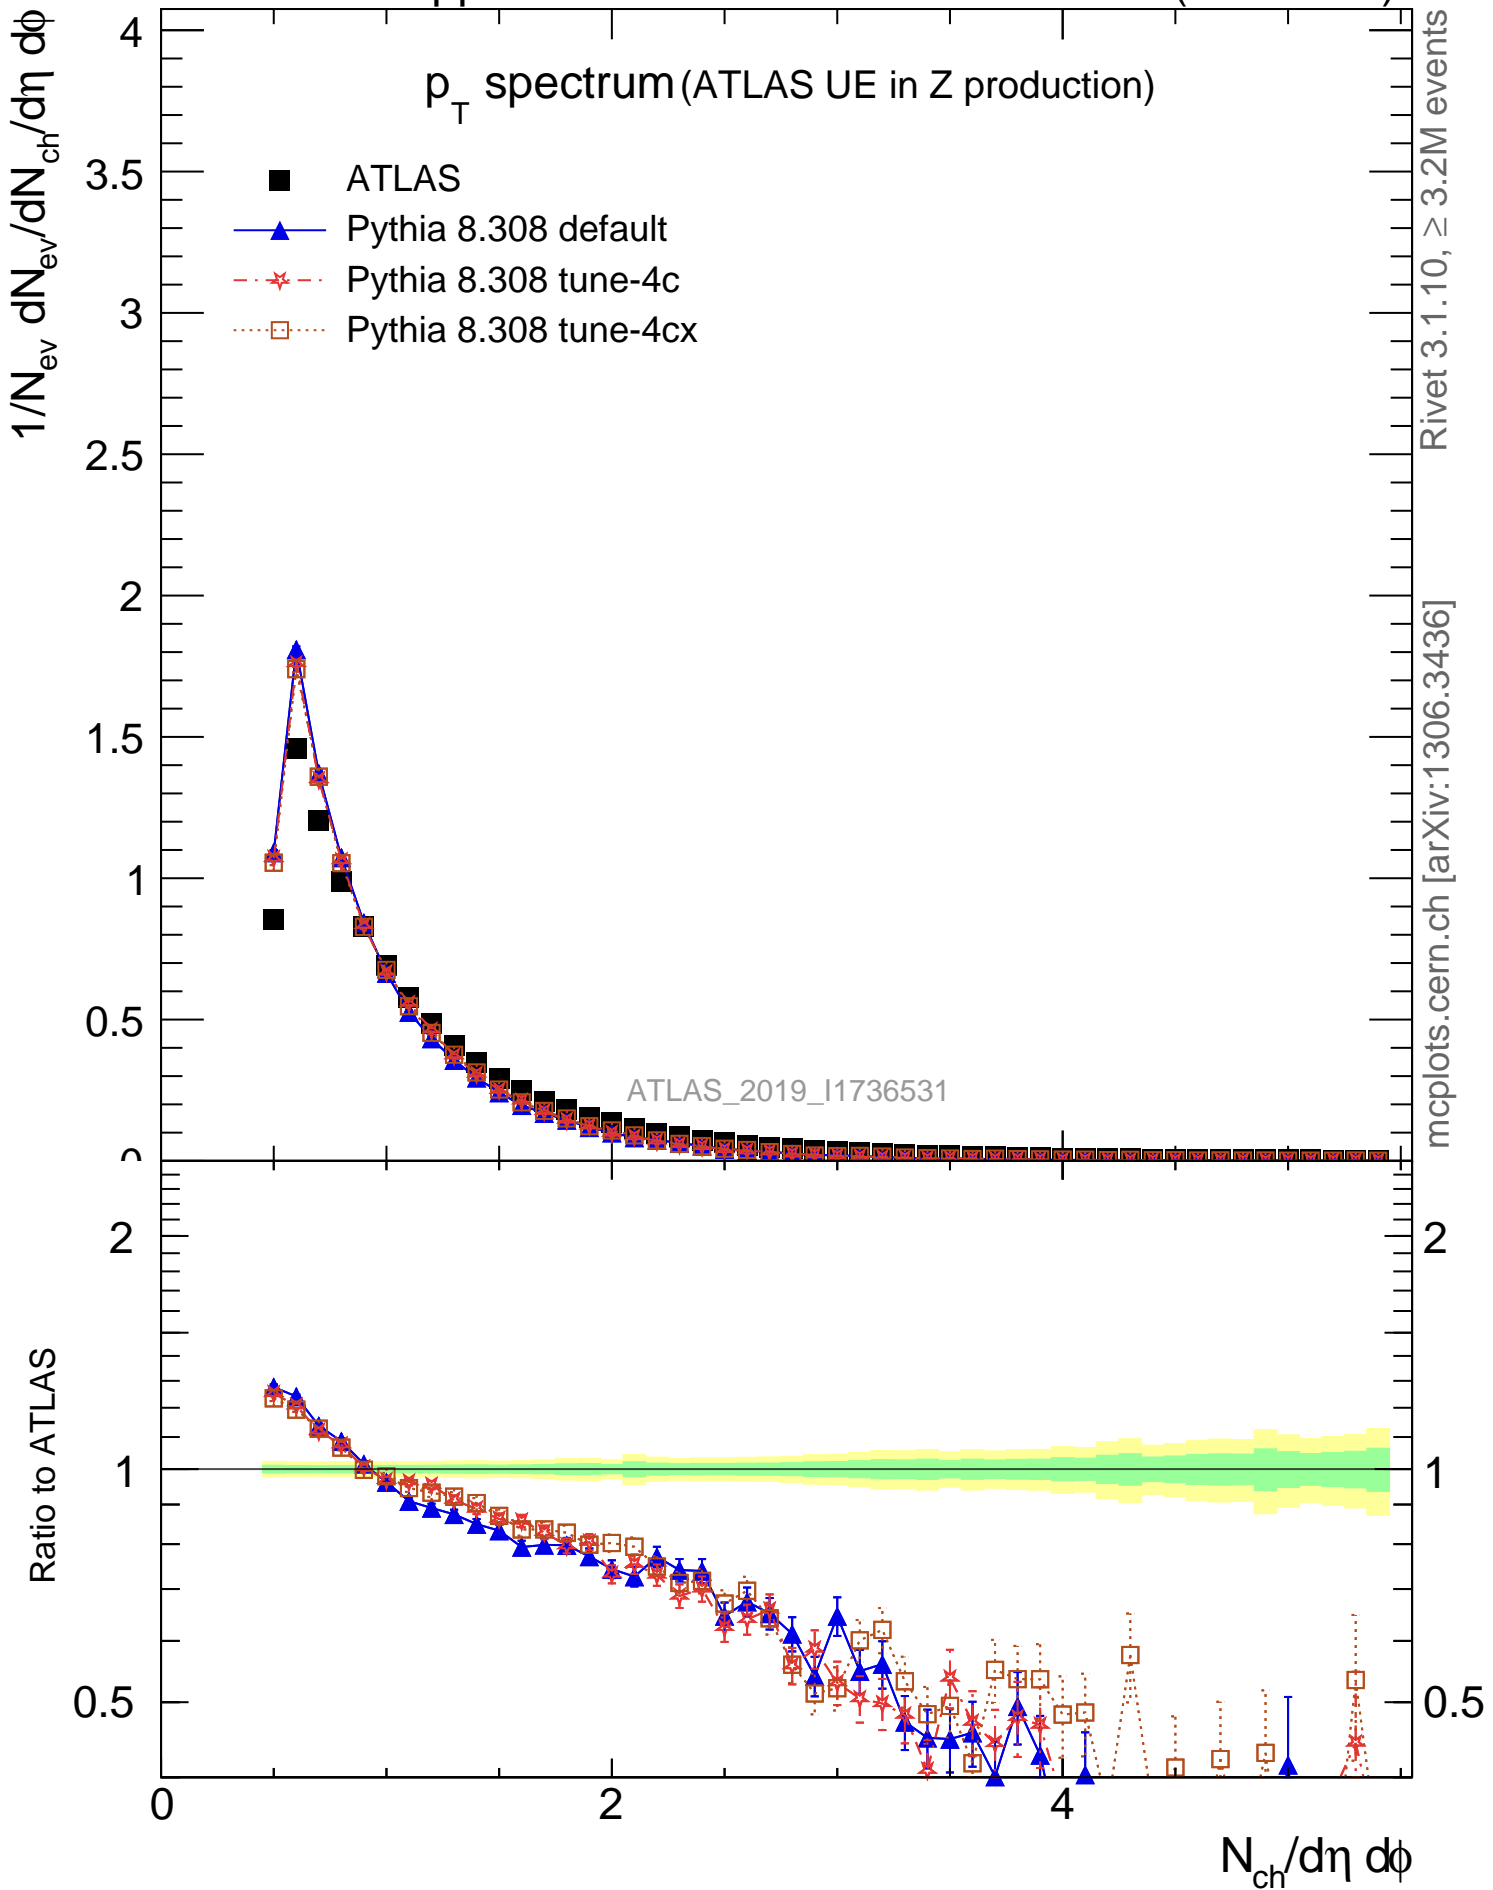 pp
p_T spectrum (ATLAS UE in Z production)
ATLAS
Pythia 8.308 default
Pythia 8.308 tune-4c
Pythia 8.308 tune-4cx
1/N_ev dN_ev/dN_ch/dη dϕ
4
3.5
3
2.5
2
1.5
1
0.5
0
ATLAS_2019_I1736531
Rivet 3.1.10, ≥ 3.2M events
mcplots.cern.ch [arXiv:1306.3436]
Ratio to ATLAS
2
1
0.5
2
1
0.5
0
2
4
N_ch/dη dϕ